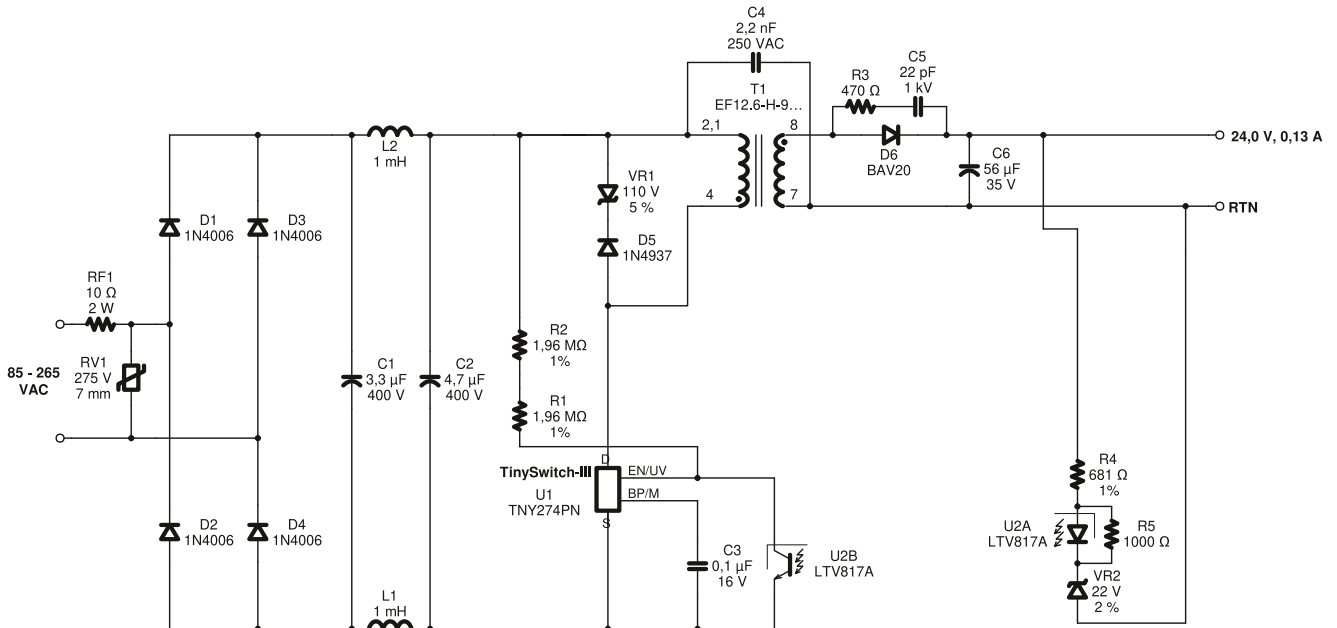 C4
2,2 nF
250 VAC
T1
EF12.6-H-9...
R3
470 Ω
C5
22 pF
1 kV
2,1
8
4
7
D6
BAV20
C6
56 µF
35 V
24,0 V, 0,13 A
RTN
L2
1 mH
VR1
110 V
5 %
D5
1N4937
D1
1N4006
D3
1N4006
RF1
10 Ω
2 W
85 - 265
VAC
RV1
275 V
7 mm
C1
3,3 µF
400 V
C2
4,7 µF
400 V
R2
1,96 MΩ
1%
R1
1,96 MΩ
1%
TinySwitch-III
U1
TNY274PN
D
EN/UV
BP/M
S
D2
1N4006
D4
1N4006
C3
0,1 µF
16 V
U2B
LTV817A
R4
681 Ω
1%
U2A
LTV817A
R5
1000 Ω
VR2
22 V
2 %
L1
1 mH